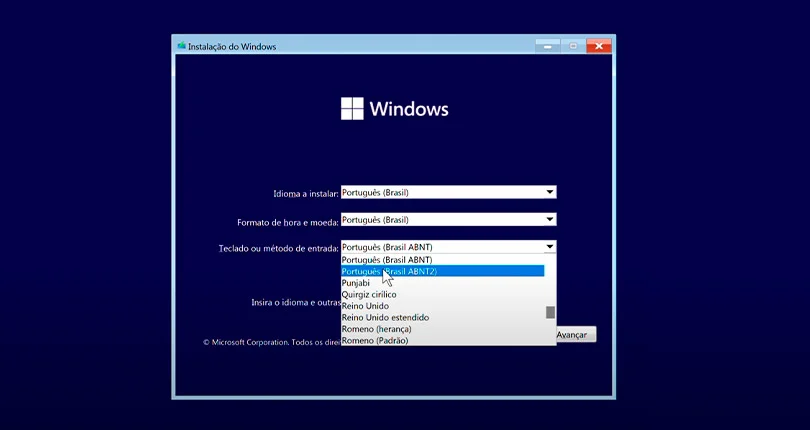 Instalação do Windows
Windows
Idioma a instalar: Português (Brasil)
Formato de hora e moeda: Português (Brasil)
Teclado ou método de entrada: Português (Brasil ABNT)
Português (Brasil ABNT)
Português (Brasil ABNT2)
Punjabi
Quirgiz cirílico
Insira o idioma e outras
Reino Unido
Reino Unido estendido
Romeno (herança)
Avançar
© Microsoft Corporation. Todos os direi
Romeno (Padrão)